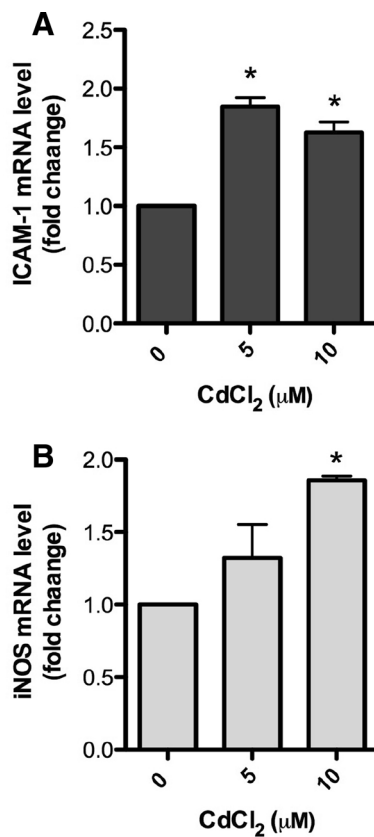 A
ICAM-1 mRNA level
(fold chaange)
2.5
2.0
1.5
1.0
0.5
0.0
*
*
0
5
10
CdCl₂ (μM)
B
iNOS mRNA level
(fold chaange)
2.0
1.5
1.0
0.5
0.0
*
0
5
10
CdCl₂ (μM)